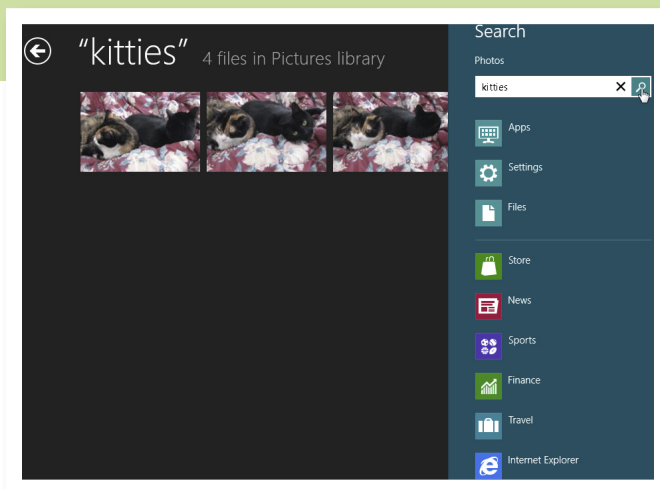 “kitties” 4 files in Pictures library
Search
Photos
kitties
Apps
Settings
Files
Store
News
Sports
Finance
Travel
Internet Explorer